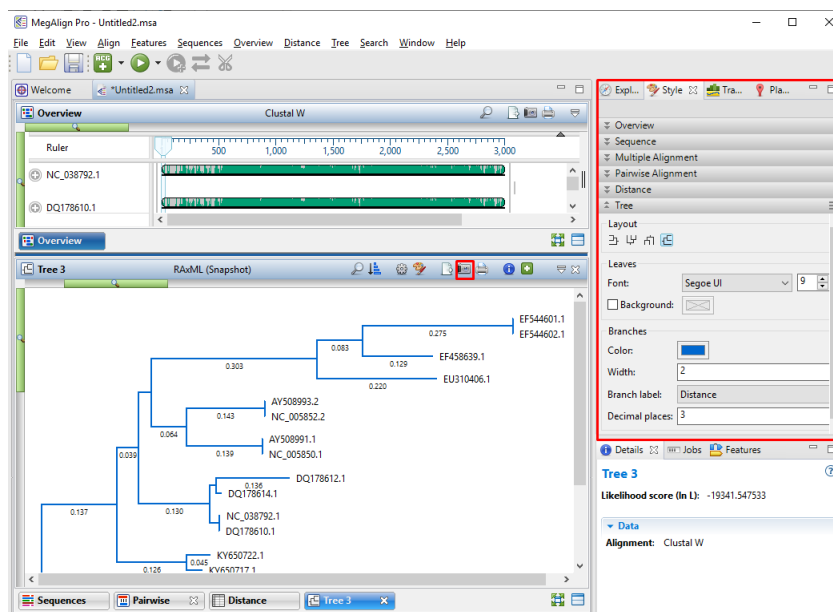 MegAlign Pro - Untitled2.msa
File Edit View Align Features Sequences Overview Distance Tree Search Window Help
Welcome *Untitled2.msa
Overview Clustal W
Ruler 500 1,000 1,500 2,000 2,500 3,000
NC_038792.1
DQ178610.1
Overview
Tree 3 RAxML (Snapshot)
EF544601.1
0.275
EF544602.1
0.083
EF458639.1
0.129
0.303
EU310406.1
0.220
AY508993.2
0.143
NC_005852.2
0.064
AY508991.1
0.039
0.139
NC_005850.1
DQ178612.1
0.136
DQ178614.1
0.137
0.130
NC_038792.1
DQ178610.1
KY650722.1
0.045
0.126
KY650717.1
Sequences Pairwise Distance Tree 3
Expl... Style Tra... Pla...
Overview
Sequence
Multiple Alignment
Pairwise Alignment
Distance
Tree
Layout
Leaves
Font: Segoe UI 9
Background:
Branches
Color:
Width: 2
Branch label: Distance
Decimal places: 3
Details Jobs Features
Tree 3
Likelihood score (ln L): -19341.547533
Data
Alignment: Clustal W